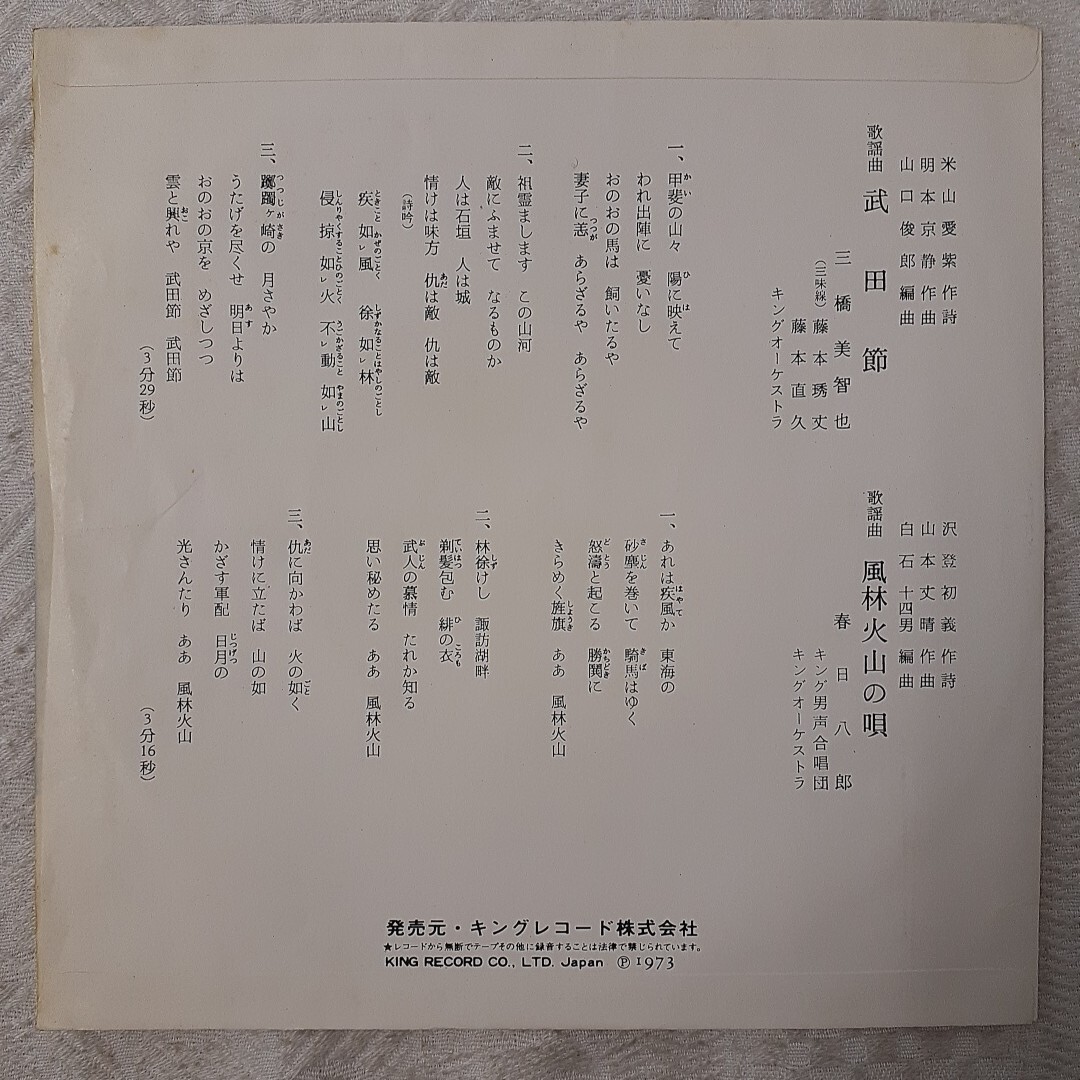 米山愛紫作詩
明本京静作曲
山口俊郎編曲
歌謡曲 武田節
三橋美智也
(三味線) 藤本琇丈
藤本直久
キングオーケストラ
一、甲斐の山々 陽に映えて
われ出陣に 憂いなし
おのおの馬は 飼いたるや
妻子に恙 あらざるや あらざるや
二、祖霊まします この山河
敵にふませて なるものか
人は石垣 人は城
情けは味方 仇は敵 仇は敵
(詩吟)
疾如レ風 徐如レ林
侵掠如レ火 不レ動如レ山
三、躑躅ヶ崎の 月さやか
うたげを尽くせ 明日よりは
おのおの京を めざしつつ
雲と興れや 武田節 武田節
(3分29秒)
沢登初義作詩
山本丈晴作曲
白石十四男編曲
歌謡曲 風林火山の唄
春日八郎
キング男声合唱団
キングオーケストラ
一、あれは疾風か 東海の
砂塵を巻いて 騎馬はゆく
怒濤と起こる 勝鬨に
きらめく旌旗 ああ 風林火山
二、林徐けし 諏訪湖畔
剃髪包む 緋の衣
武人の慕情 たれか知る
思い秘めたる ああ 風林火山
三、仇に向かわば 火の如く
情けに立たば 山の如
かざす軍配 日月の
光さんたり ああ 風林火山
(3分16秒)
発売元・キングレコード株式会社
★レコードから無断でテープその他に録音することは法律で禁じられています。
KING RECORD CO., LTD. Japan ℗1973